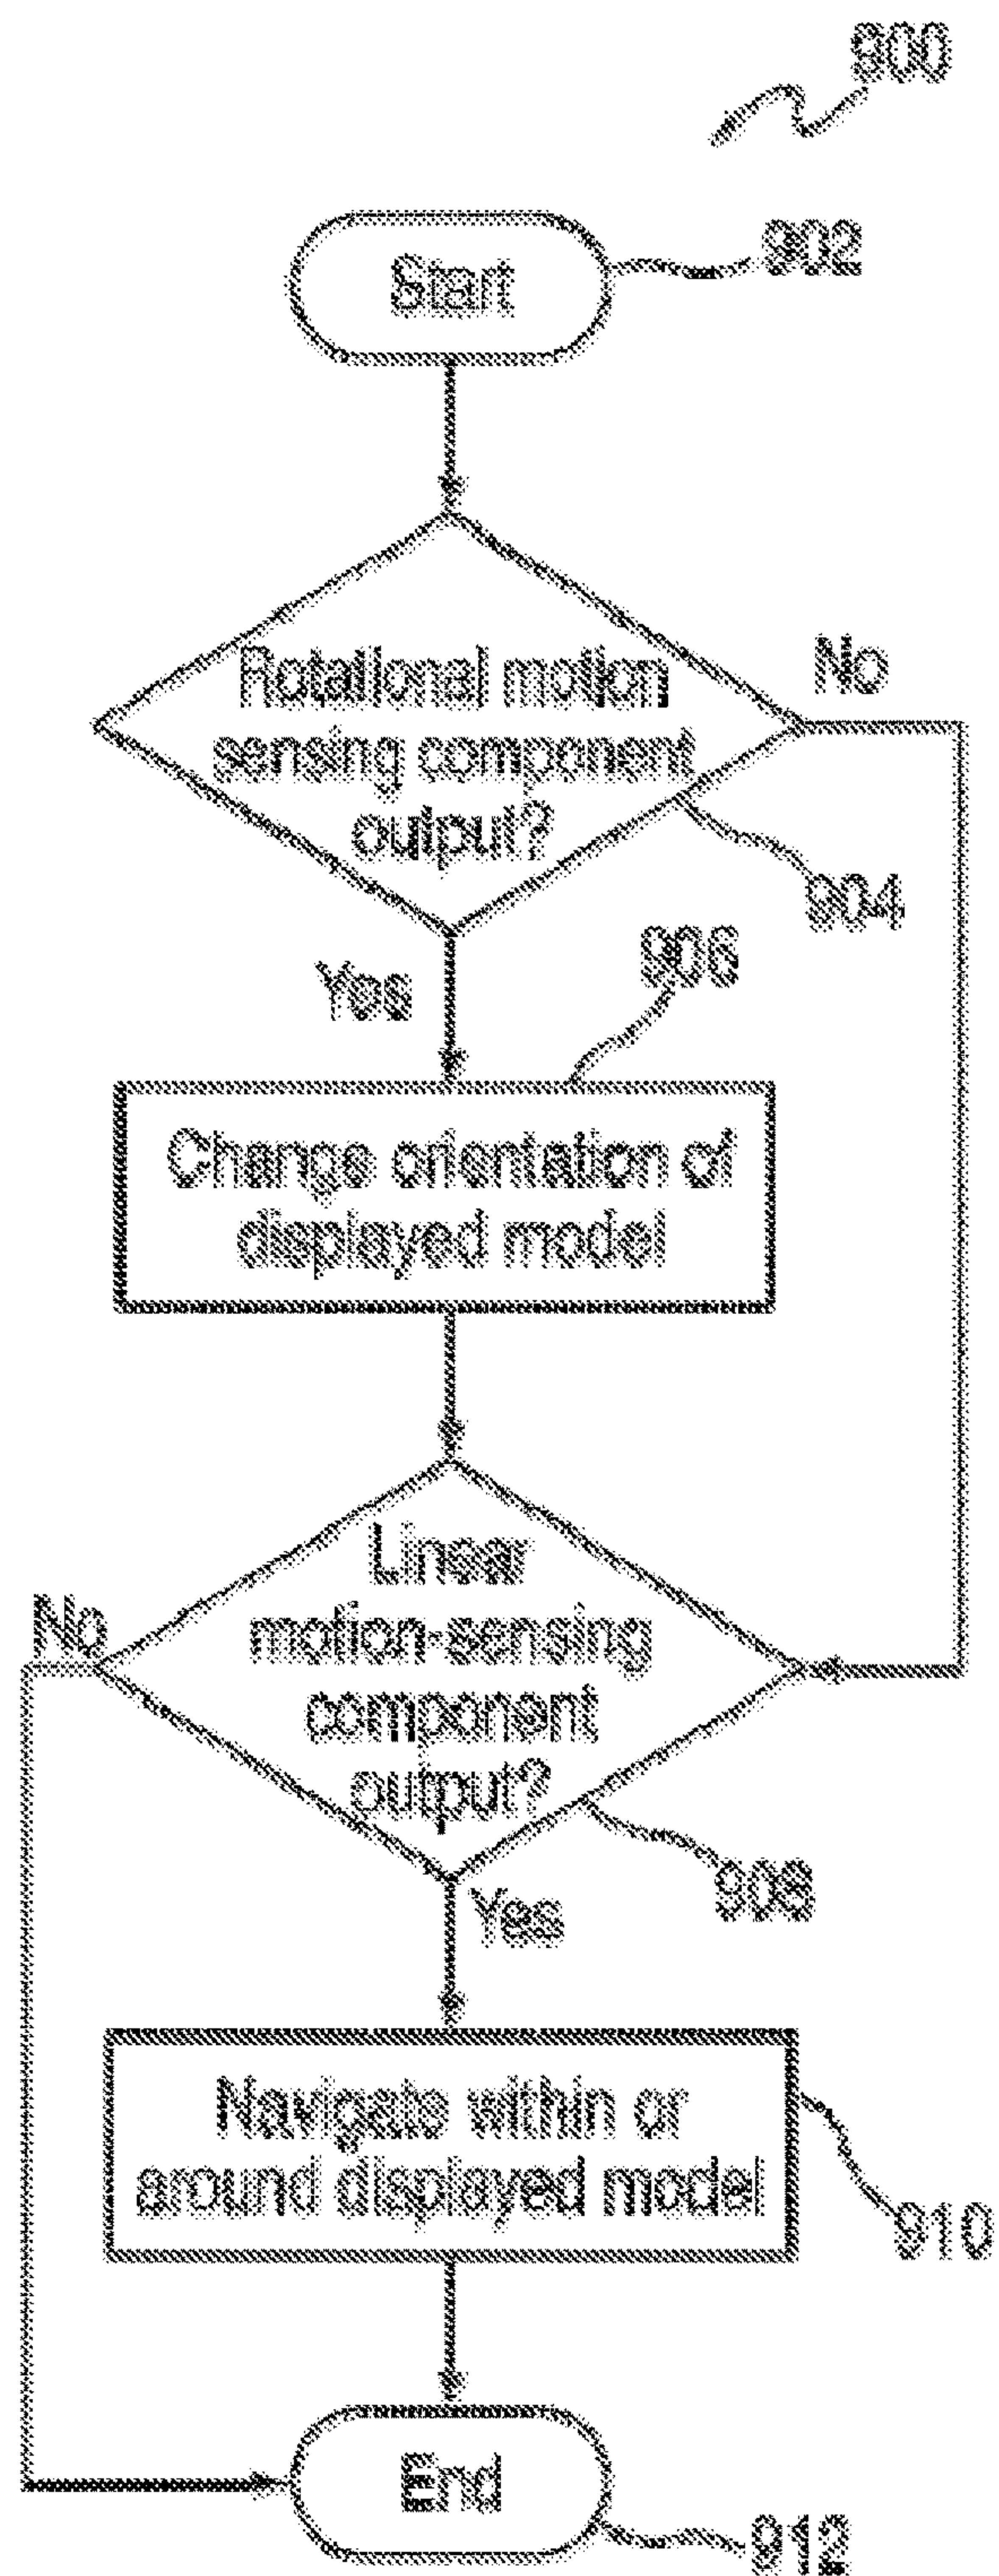 900
902
Start
Rotational motion
sensing component
output?
No
904
Yes
906
Change orientation of
displayed model
Linear
motion-sensing
component
output?
No
908
Yes
Navigate within or
around displayed model
910
End
912